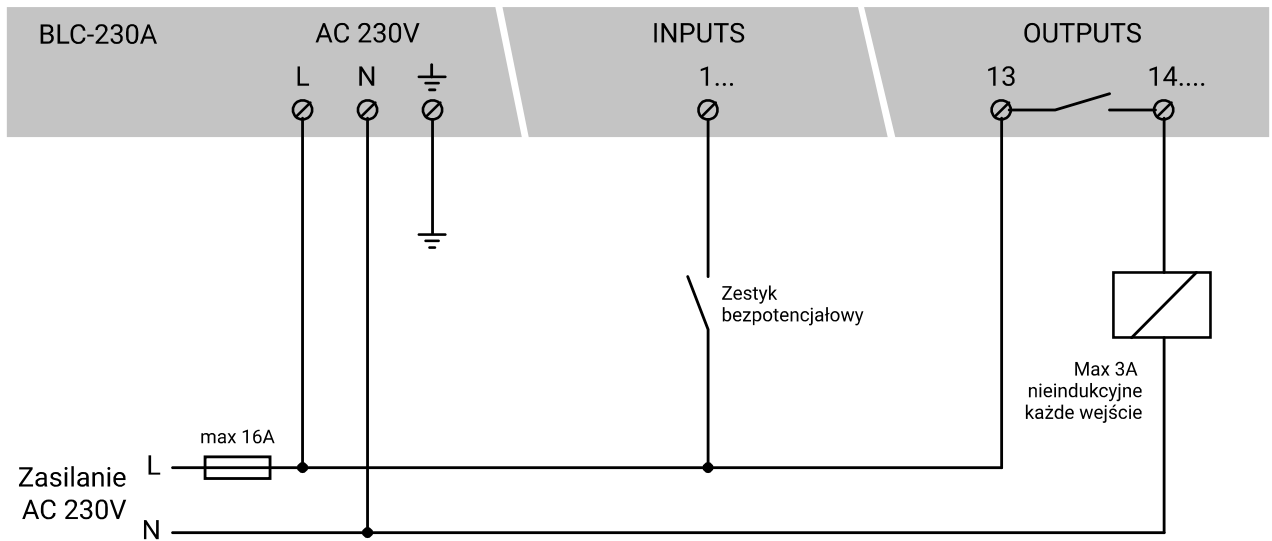 BLC-230A AC 230V INPUTS OUTPUTS
L N 1... 13 14....
Zestyk
bezpotencjałowy
Max 3A
nieindukcyjne
każde wejście
max 16A
L
Zasilanie
AC 230V
N